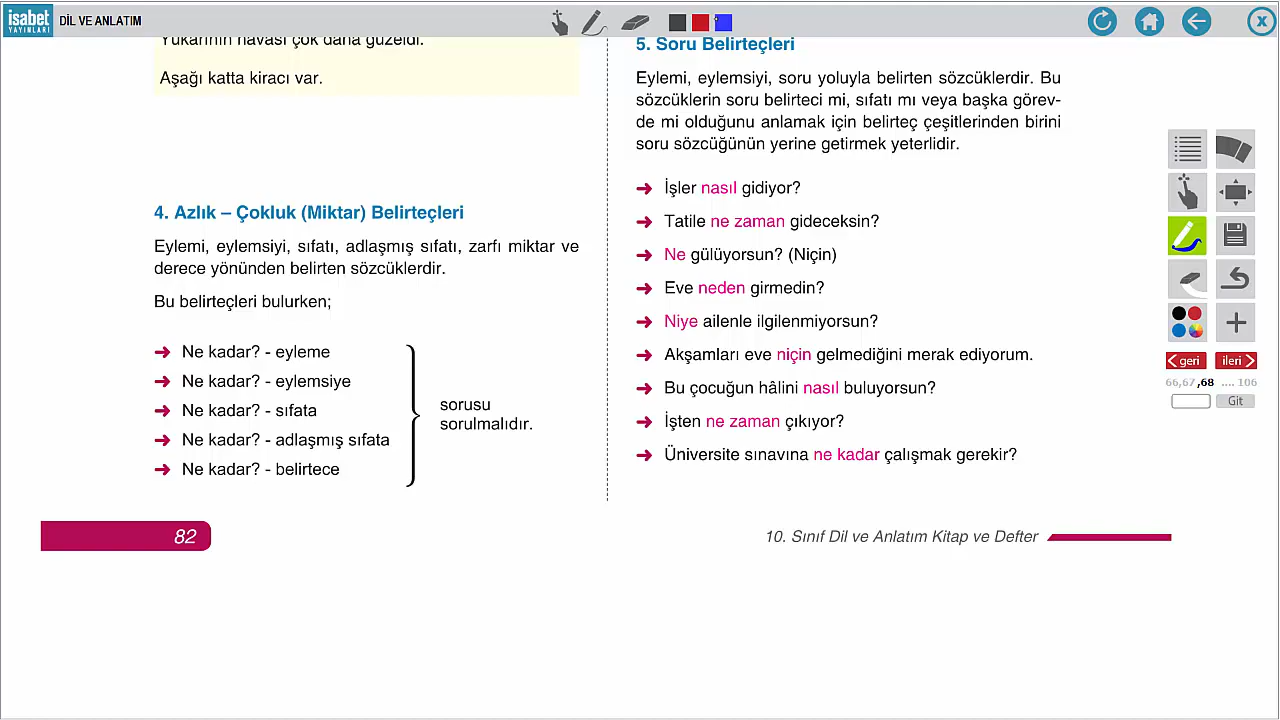 isabet
YAYINLARI
DİL VE ANLATIM
Yukarının havası çok daha güzeldi.
Aşağı katta kiracı var.
4. Azlık – Çokluk (Miktar) Belirteçleri
Eylemi, eylemsiyi, sıfatı, adlaşmış sıfatı, zarfı miktar ve
derece yönünden belirten sözcüklerdir.
Bu belirteçleri bulurken;
Ne kadar? - eyleme
Ne kadar? - eylemsiye
Ne kadar? - sıfata
Ne kadar? - adlaşmış sıfata
Ne kadar? - belirtece
sorusu
sorulmalıdır.
82
5. Soru Belirteçleri
Eylemi, eylemsiyi, soru yoluyla belirten sözcüklerdir. Bu
sözcüklerin soru belirteci mi, sıfatı mı veya başka görev-
de mi olduğunu anlamak için belirteç çeşitlerinden birini
soru sözcüğünün yerine getirmek yeterlidir.
İşler nasıl gidiyor?
Tatile ne zaman gideceksin?
Ne gülüyorsun? (Niçin)
Eve neden girmedin?
Niye ailenle ilgilenmiyorsun?
Akşamları eve niçin gelmediğini merak ediyorum.
Bu çocuğun hâlini nasıl buluyorsun?
İşten ne zaman çıkıyor?
Üniversite sınavına ne kadar çalışmak gerekir?
10. Sınıf Dil ve Anlatım Kitap ve Defter
geri
ileri
66,67,68 .... 106
Git